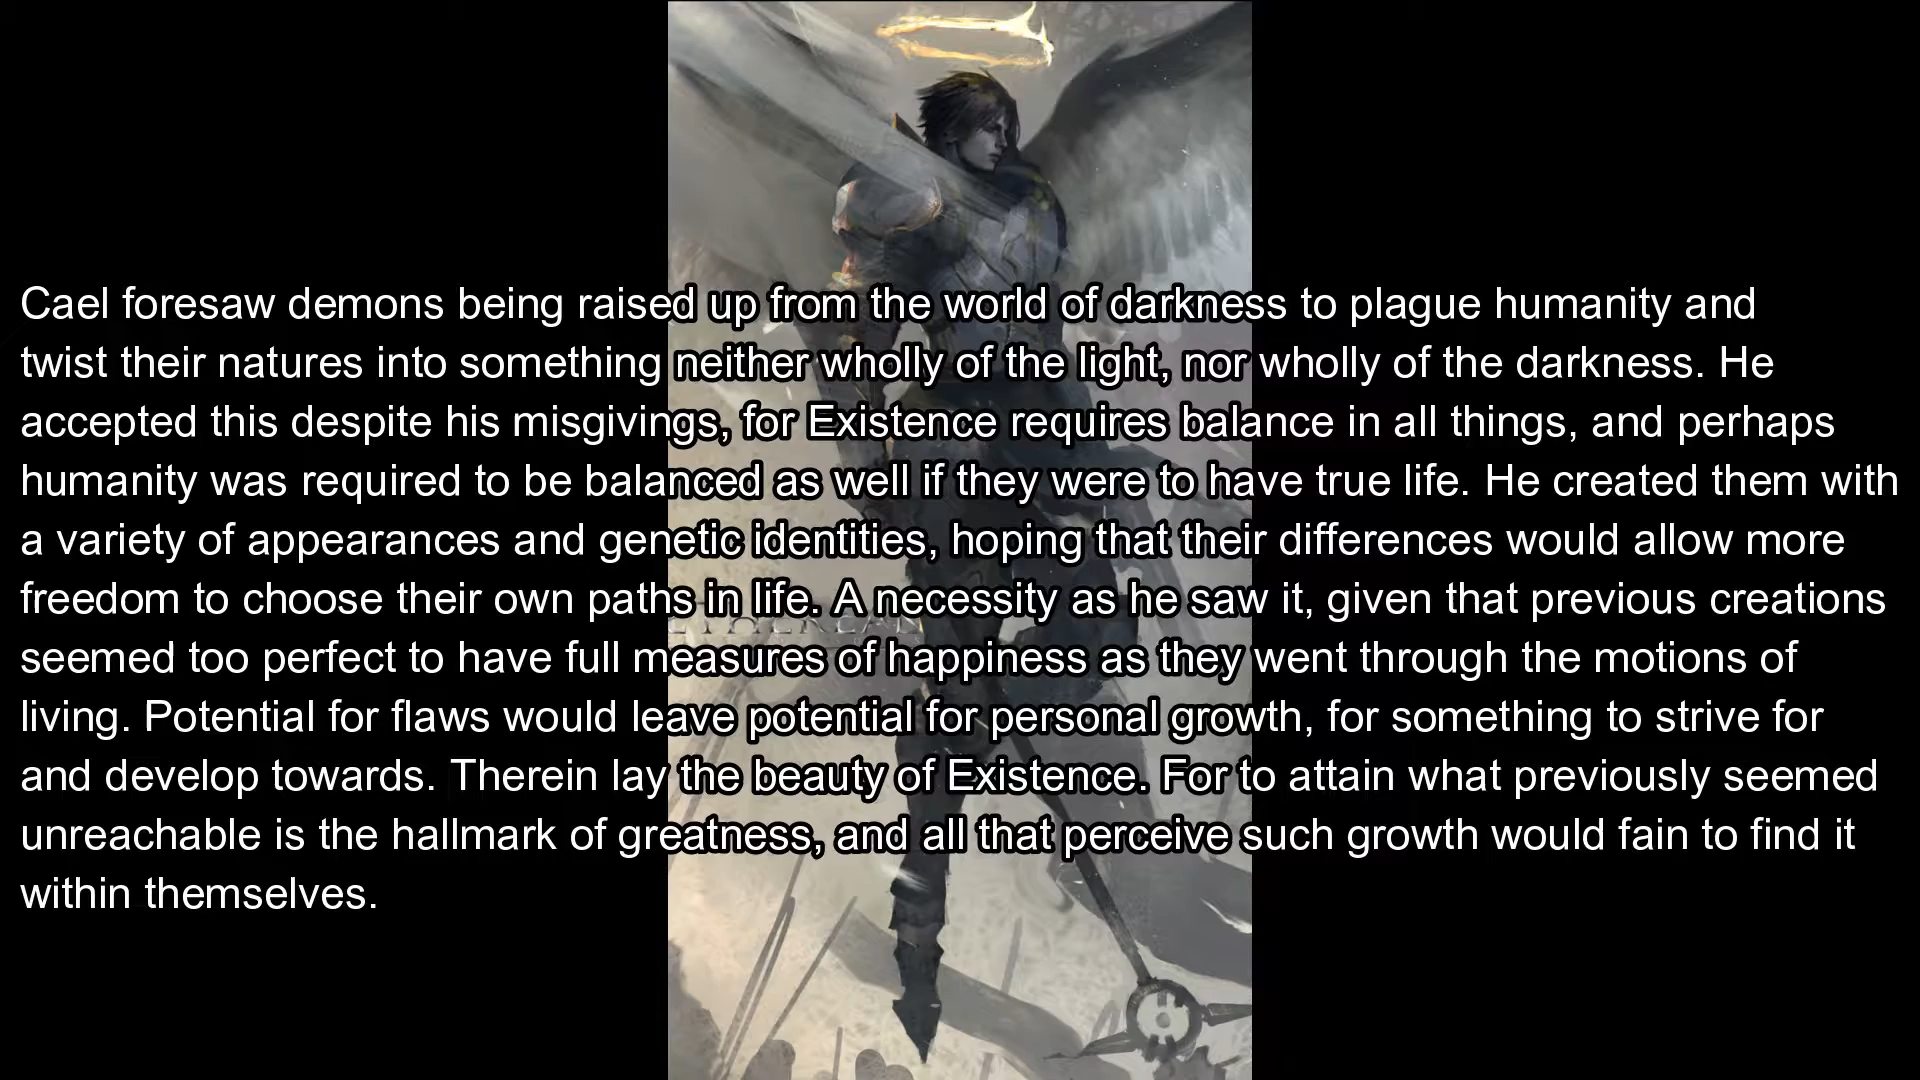 Cael foresaw demons being raised up from the world of darkness to plague humanity and
twist their natures into something neither wholly of the light, nor wholly of the darkness. He
accepted this despite his misgivings, for Existence requires balance in all things, and perhaps
humanity was required to be balanced as well if they were to have true life. He created them with
a variety of appearances and genetic identities, hoping that their differences would allow more
freedom to choose their own paths in life. A necessity as he saw it, given that previous creations
seemed too perfect to have full measures of happiness as they went through the motions of
living. Potential for flaws would leave potential for personal growth, for something to strive for
and develop towards. Therein lay the beauty of Existence. For to attain what previously seemed
unreachable is the hallmark of greatness, and all that perceive such growth would fain to find it
within themselves.